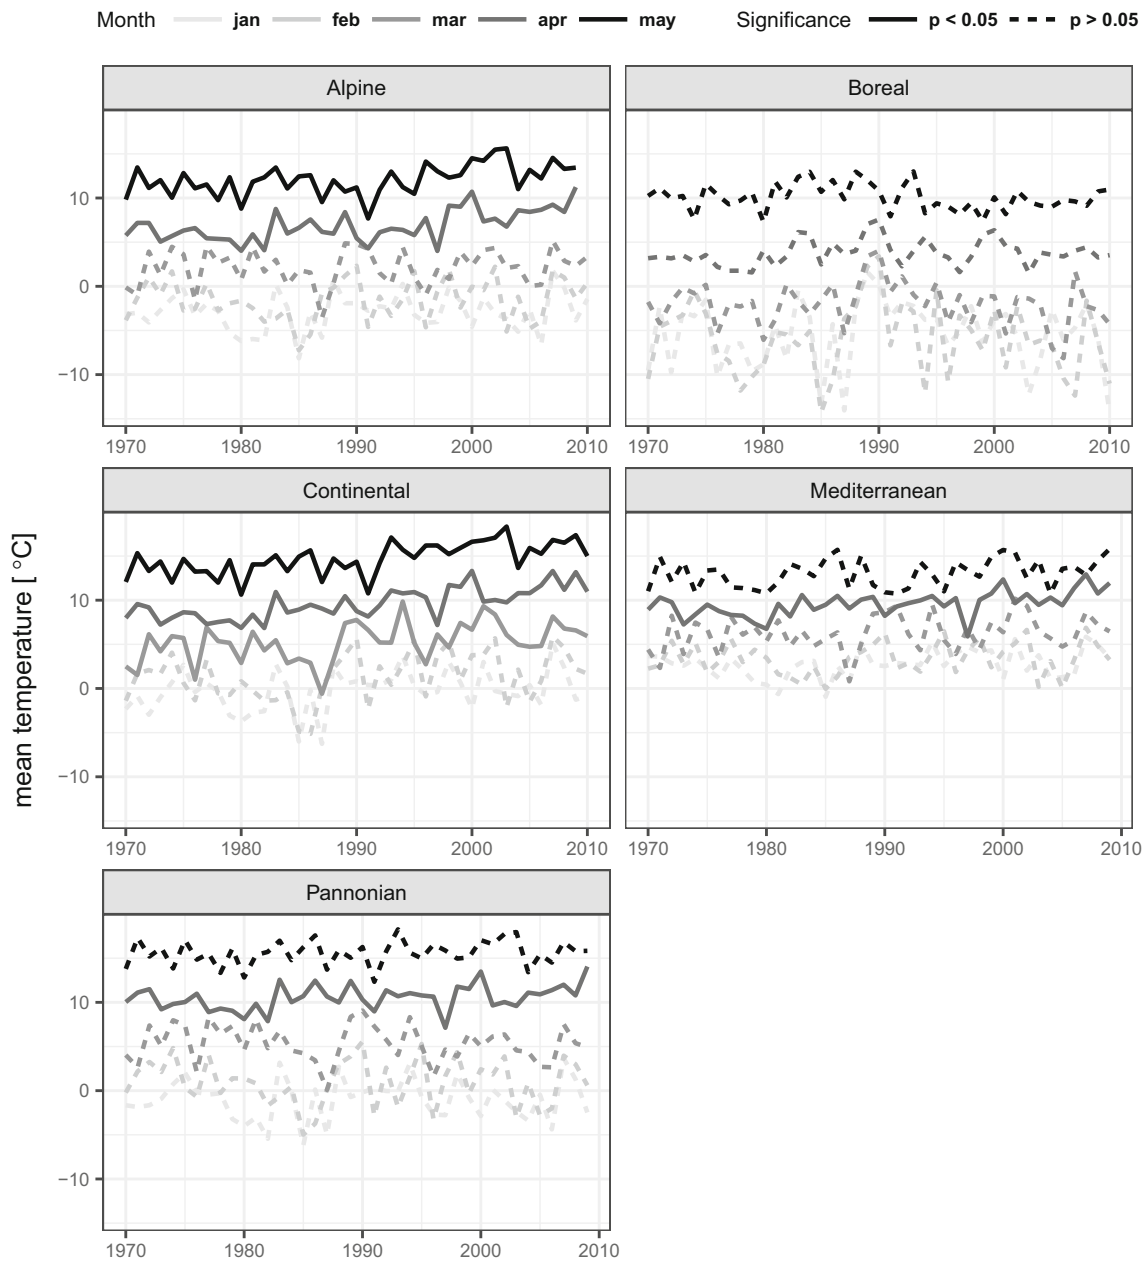 Month jan feb mar apr may Significance p < 0.05 p > 0.05
Alpine Boreal
10
0
−10
1970 1980 1990 2000 2010 1970 1980 1990 2000 2010
Continental Mediterranean
mean temperature [ °C]
10
0
−10
1970 1980 1990 2000 2010 1970 1980 1990 2000 2010
Pannonian
10
0
−10
1970 1980 1990 2000 2010